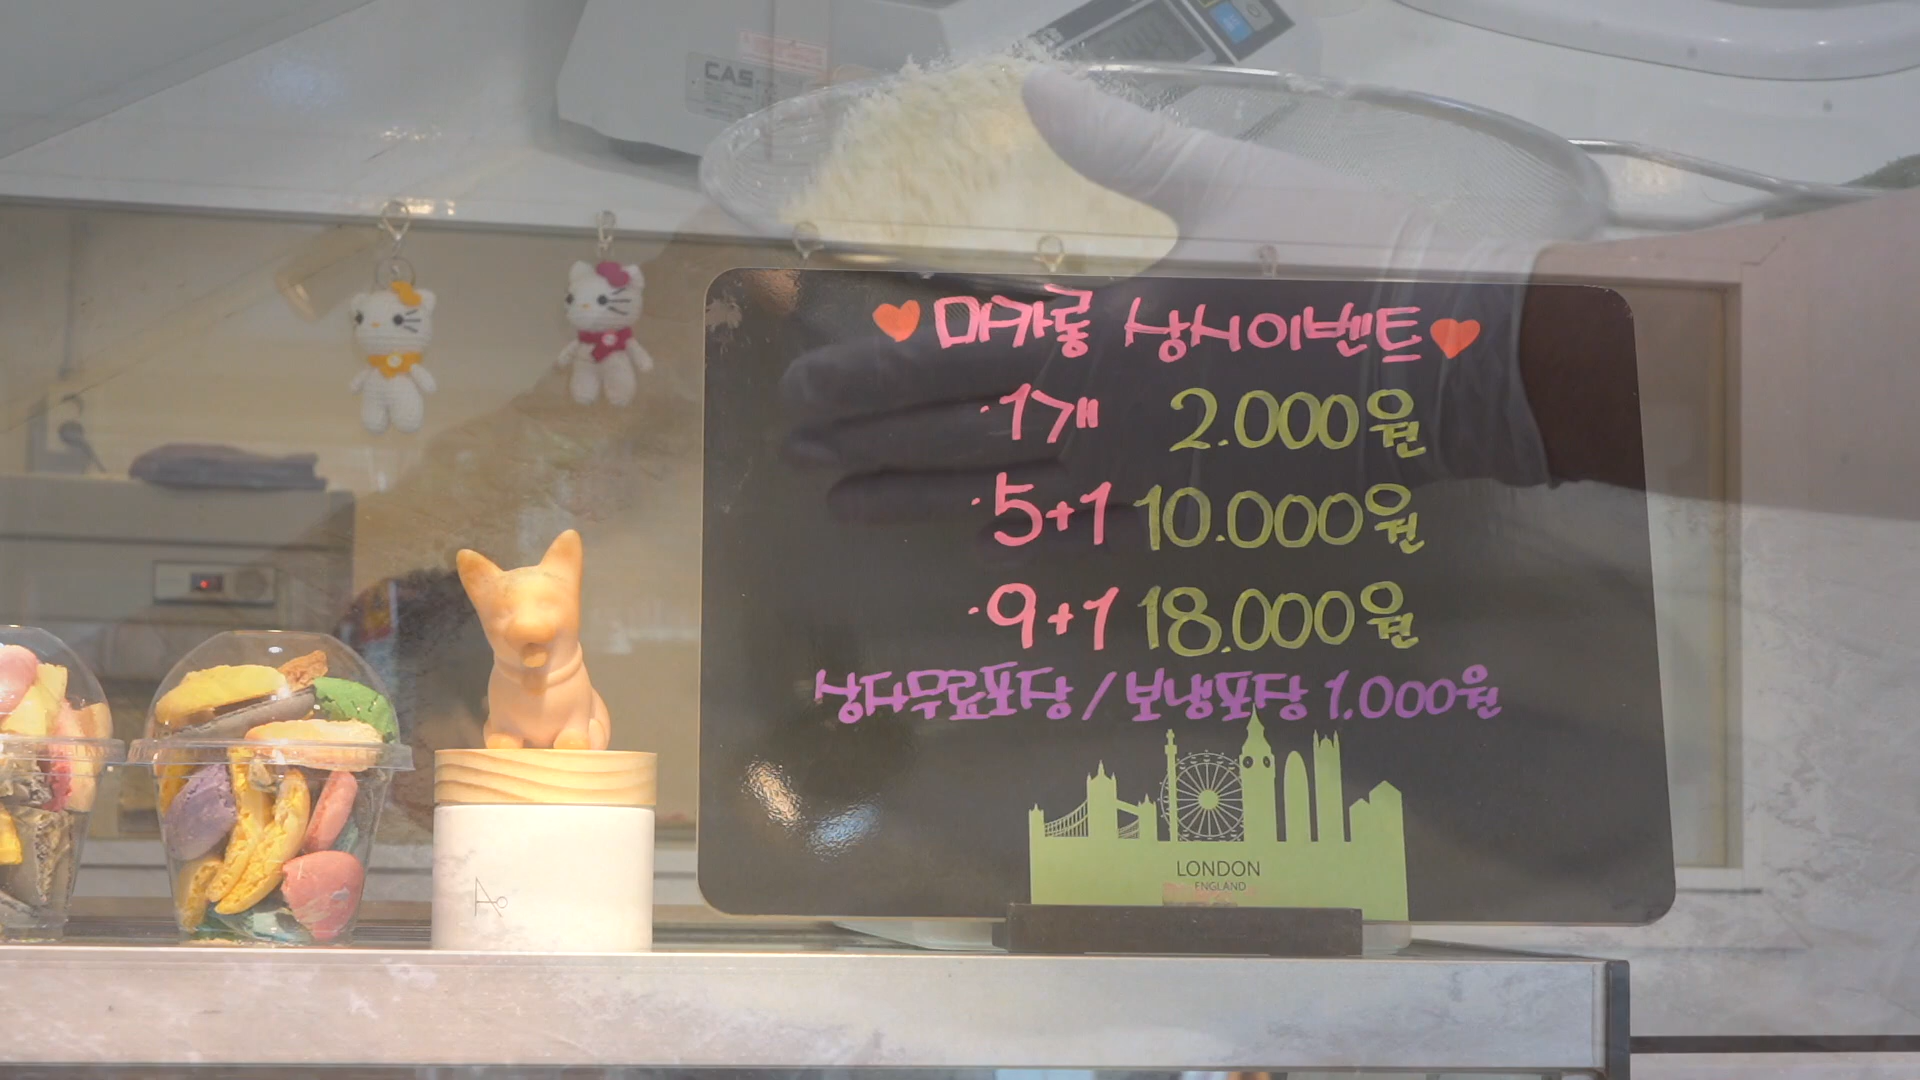 CAS
♥마카롱 상시이벤트♥
·1개 2.000원
·5+1 10.000원
·9+1 18.000원
상다무료포장 / 보냉포장 1.000원
LONDON
ENGLAND